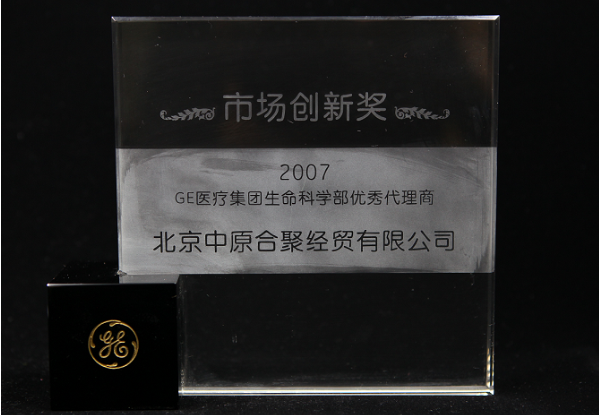 市场创新奖
2007
GE医疗集团生命科学部优秀代理商
北京中原合聚经贸有限公司
GE